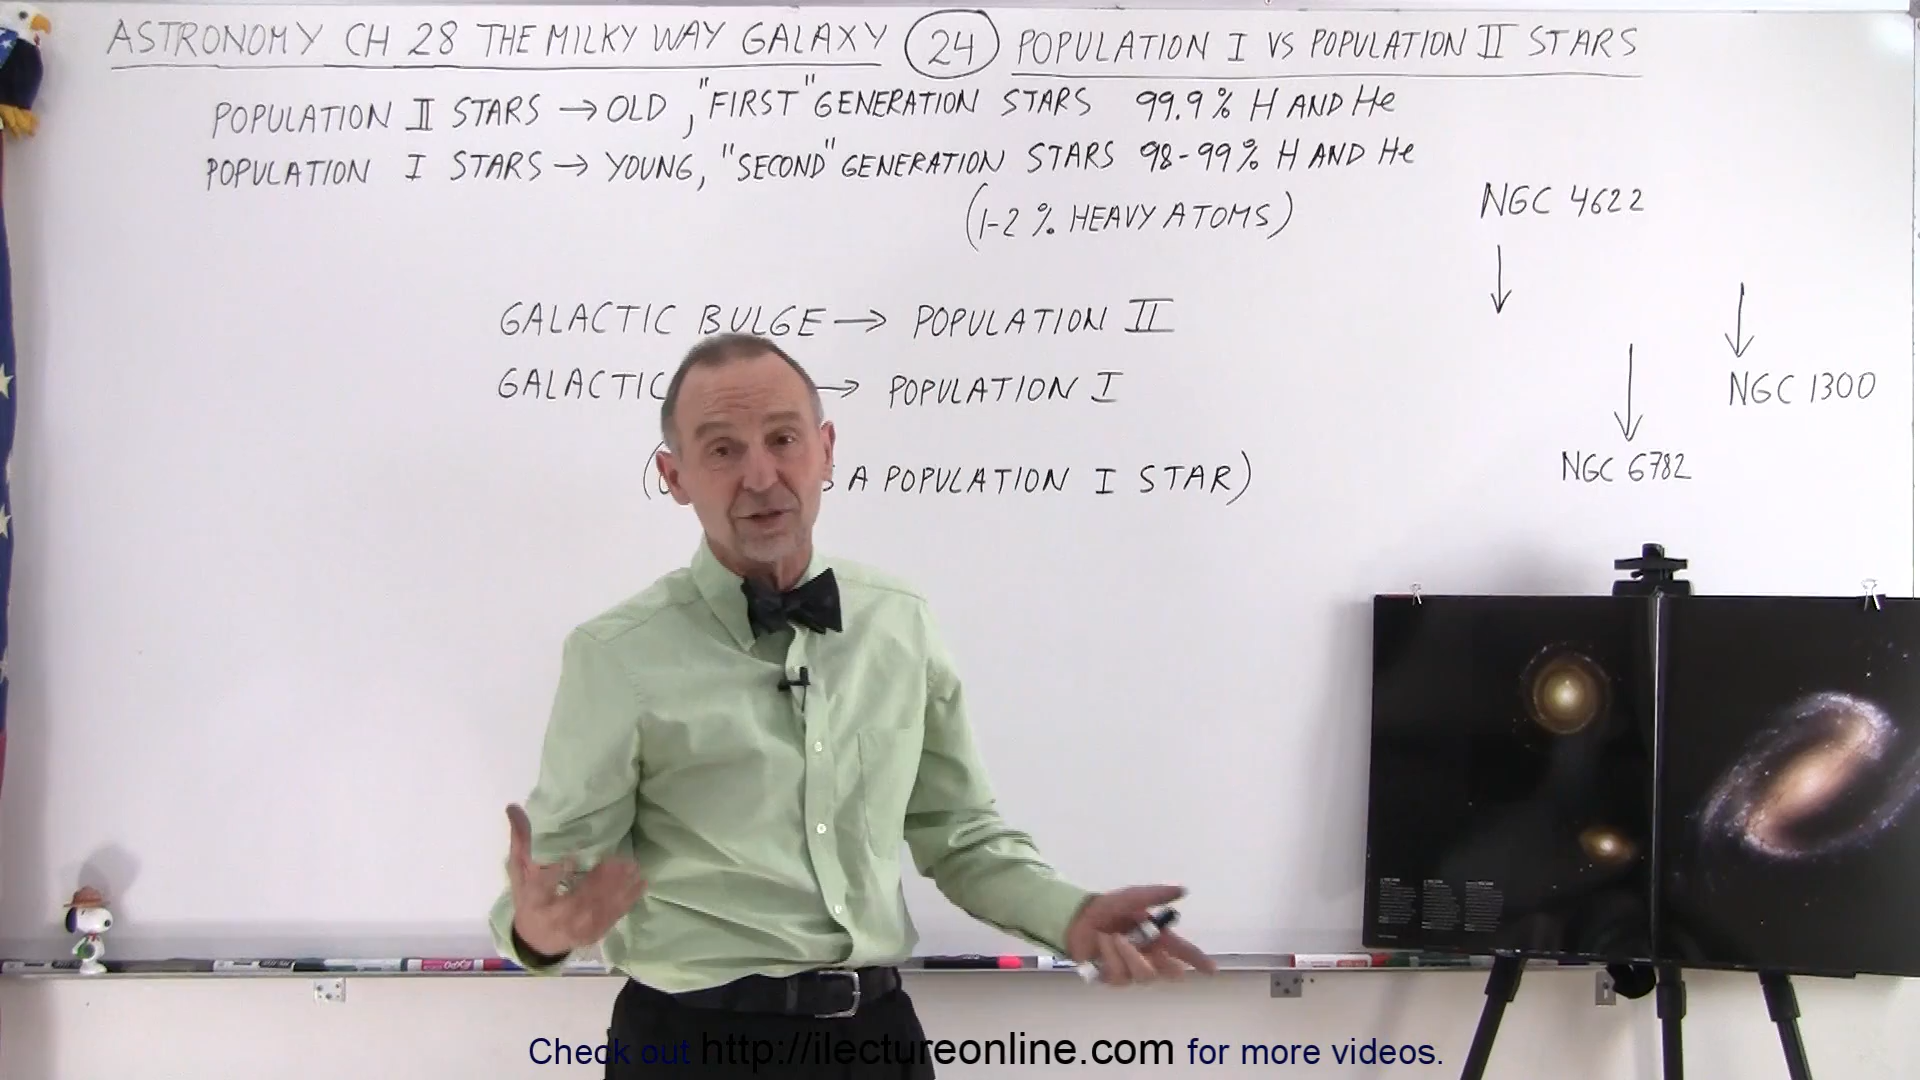 ASTRONOMY CH 28 THE MILKY WAY GALAXY 24 POPULATION I VS POPULATION II STARS
POPULATION II STARS → OLD, "FIRST" GENERATION STARS 99.9% H AND He
POPULATION I STARS → YOUNG, "SECOND" GENERATION STARS 98-99% H AND He
(1-2% HEAVY ATOMS)
NGC 4622
GALACTIC BULGE → POPULATION II
GALACTIC → POPULATION I
NGC 1300
NGC 6782
A POPULATION I STAR)
EXPO
Check out http://ilectureonline.com for more videos.